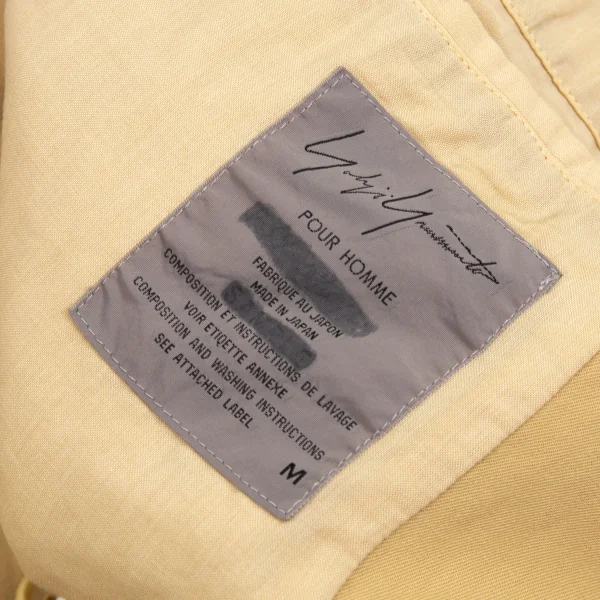 Yohji Yamamoto
POUR HOMME
FABRIQUE AU JAPON
MADE IN JAPAN
COMPOSITION ET INSTRUCTIONS DE LAVAGE
VOIR ETIQETTE ANNEXE
COMPOSITION AND WASHING INSTRUCTIONS
SEE ATTACHED LABEL
M